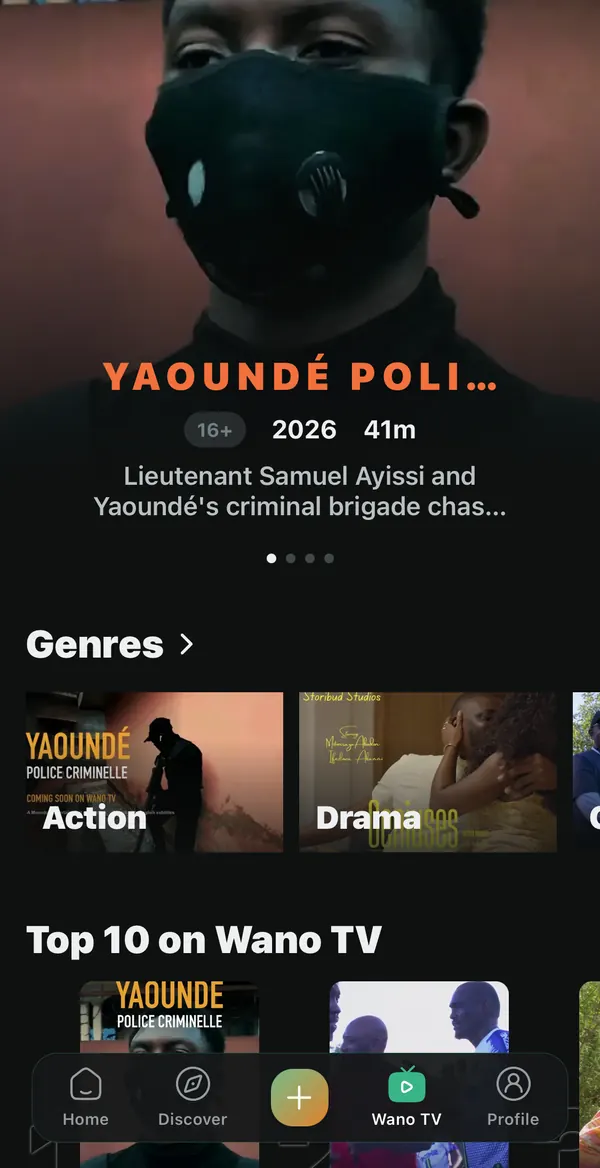 YAOUNDÉ POLI...
16+ 2026 41m
Lieutenant Samuel Ayissi and
Yaoundé's criminal brigade chas...
Genres
YAOUNDÉ
POLICE CRIMINELLE
COMING SOON ON WANO TV
Action
Storibud Studios
Drama
Top 10 on Wano TV
YAOUNDE
POLICE CRIMINELLE
Home
Discover
Wano TV
Profile